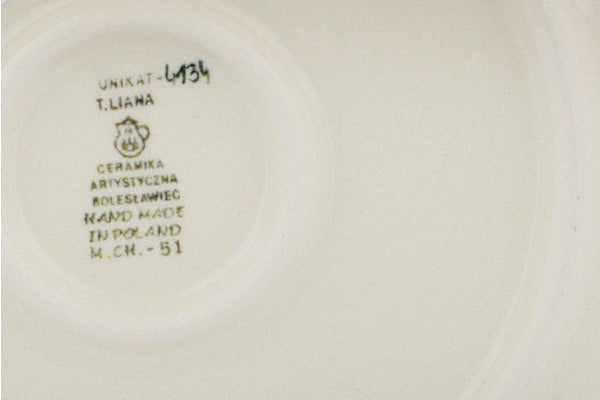 UNIKAT-4134
T.LIANA
CERAMIKA
ARTYSTYCZNA
BOLESŁAWIEC
HAND MADE
IN POLAND
M.CH.-51